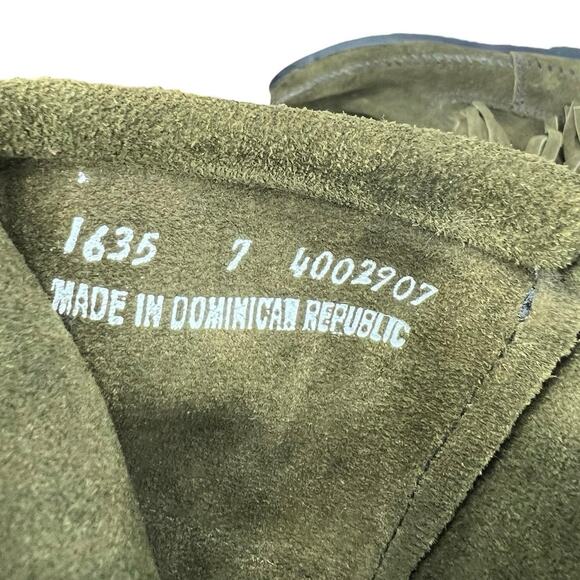 1635 7 4002907
MADE IN DOMINICAN REPUBLIC